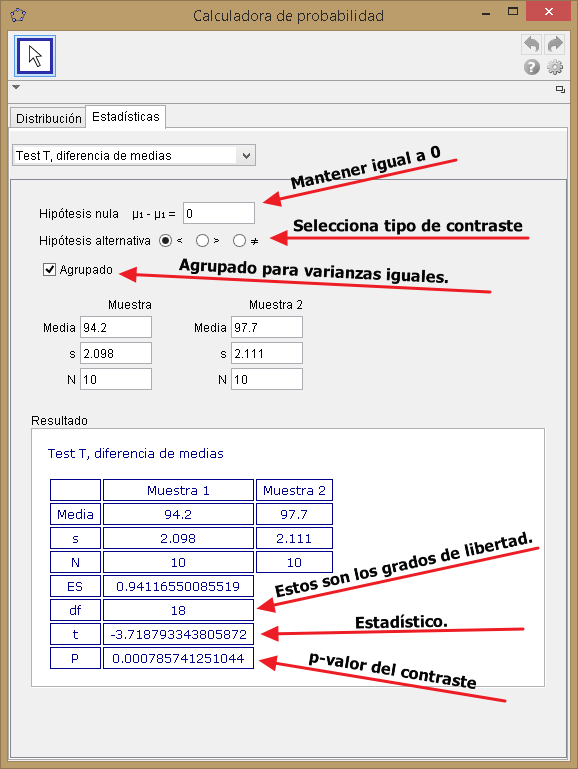 Calculadora de probabilidad
Distribución Estadísticas
Test T, diferencia de medias
Mantener igual a 0
Hipótesis nula μ₁ - μ₁ = 0
Selecciona tipo de contraste
Hipótesis alternativa < > ≠
Agrupado
Agrupado para varianzas iguales.
Muestra Muestra 2
Media 94.2 Media 97.7
s 2.098 s 2.111
N 10 N 10
Resultado
Test T, diferencia de medias
Muestra 1 Muestra 2
Media 94.2 97.7
s 2.098 2.111
N 10 10
Estos son los grados de libertad.
ES 0.94116550085519
df 18
Estadístico.
t -3.718793343805872
P 0.000785741251044
p-valor del contraste